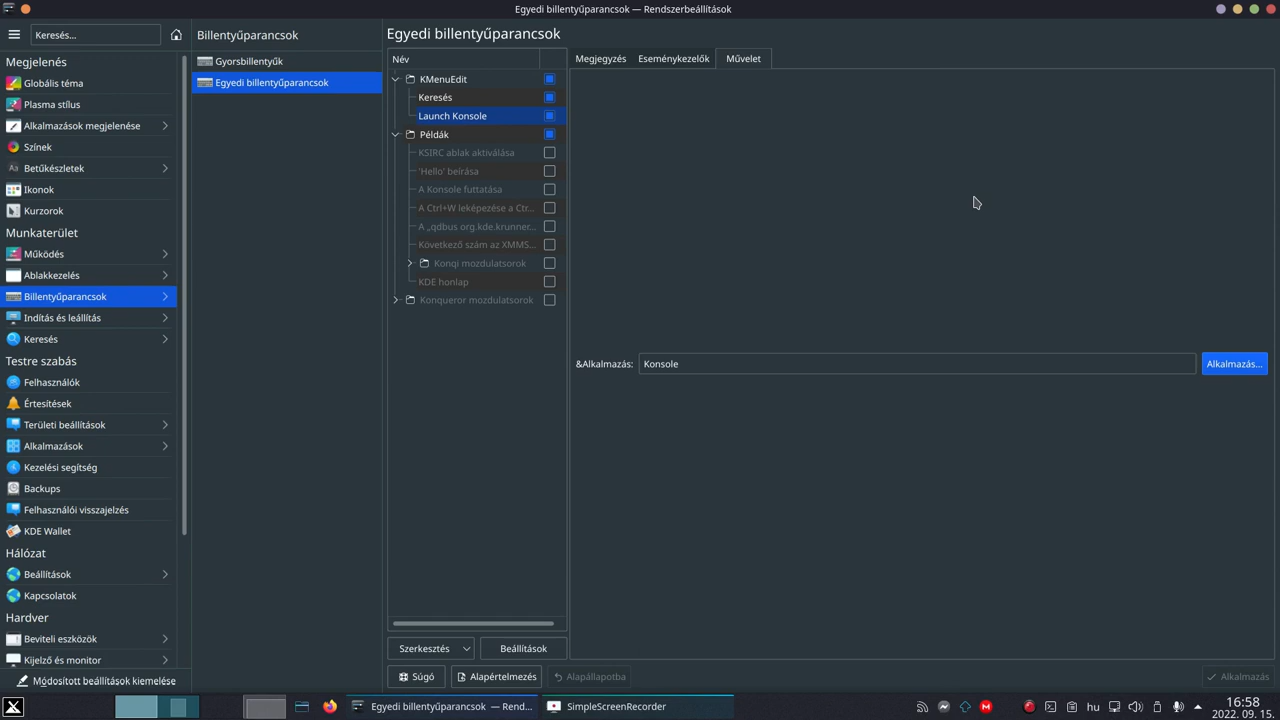 Egyedi billentyűparancsok — Rendszerbeállítások
Keresés...
Megjelenés
Globális téma
Plasma stílus
Alkalmazások megjelenése
Színek
Aa Betűkészletek
Ikonok
Kurzorok
Munkaterület
Működés
Ablakkezelés
Billentyűparancsok
Indítás és leállítás
Keresés
Testre szabás
Felhasználók
Értesítések
Területi beállítások
Alkalmazások
Kezelési segítség
Backups
Felhasználói visszajelzés
KDE Wallet
Hálózat
Beállítások
Kapcsolatok
Hardver
Beviteli eszközök
Kijelző és monitor
Módosított beállítások kiemelése
Billentyűparancsok
Gyorsbillentyűk
Egyedi billentyűparancsok
Egyedi billentyűparancsok
Név
KMenuEdit
Keresés
Launch Konsole
Példák
KSIRC ablak aktiválása
'Hello' beírása
A Konsole futtatása
A Ctrl+W leképezése a Ctr...
A „qdbus org.kde.krunner...
Következő szám az XMMS...
Konqi mozdulatsorok
KDE honlap
Konqueror mozdulatsorok
Szerkesztés
Beállítások
Súgó
Alapértelmezés
Alapállapotba
Megjegyzés
Eseménykezelők
Művelet
&Alkalmazás:
Konsole
Alkalmazás...
Alkalmazás
Egyedi billentyűparancsok — Rend...
SimpleScreenRecorder
hu
16:58
2022. 09. 15.